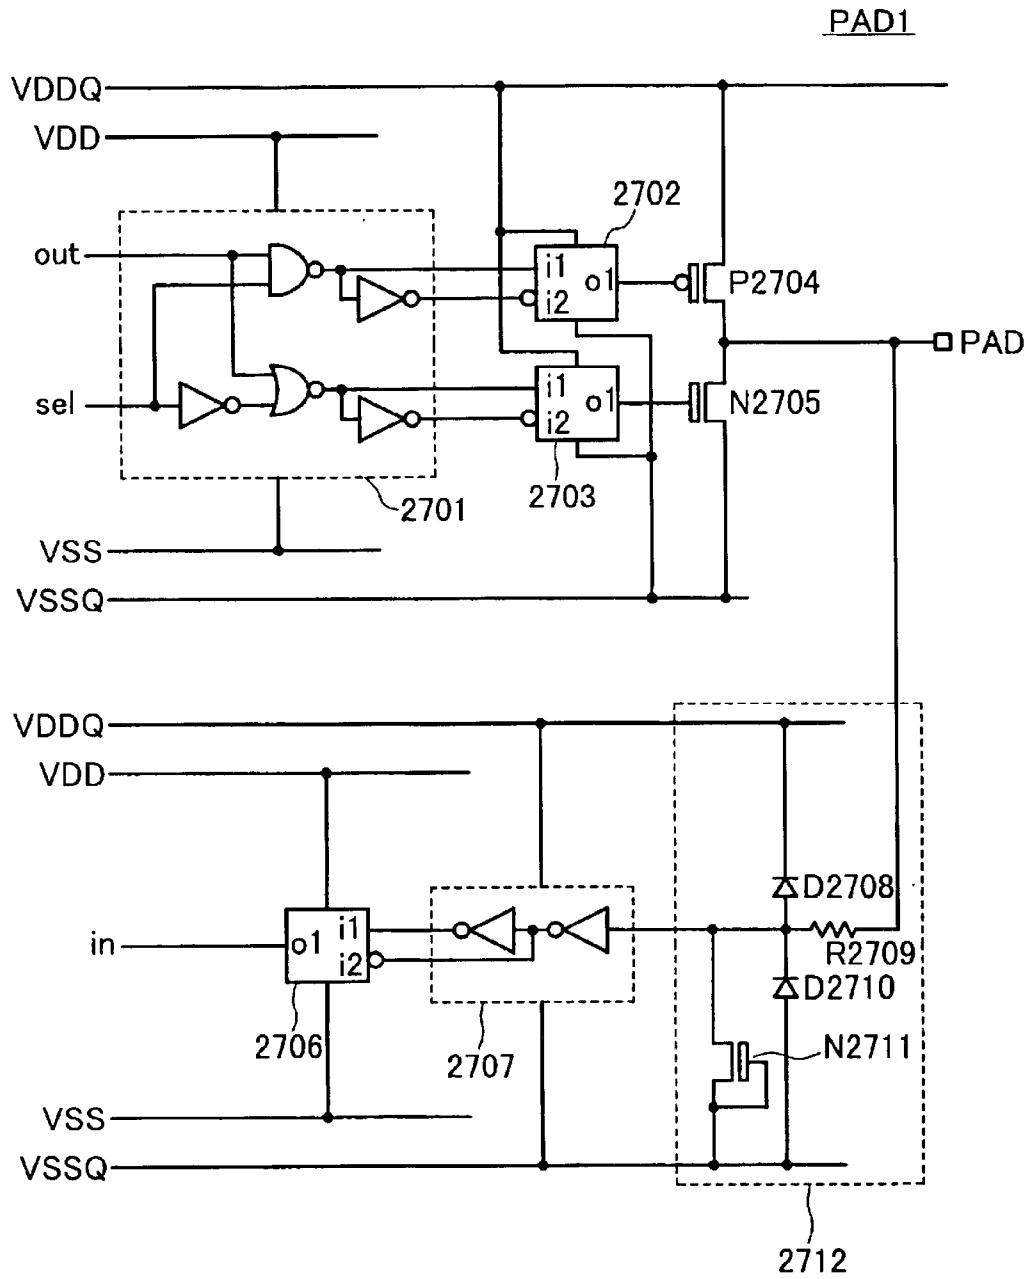 PAD1
VDDQ
VDD
2702
out
i1
o1
i2
P2704
PAD
sel
i1
o1
i2
N2705
2703
2701
VSS
VSSQ
VDDQ
VDD
D2708
in
o1
i1
i2
R2709
D2710
2706
2707
N2711
VSS
VSSQ
2712